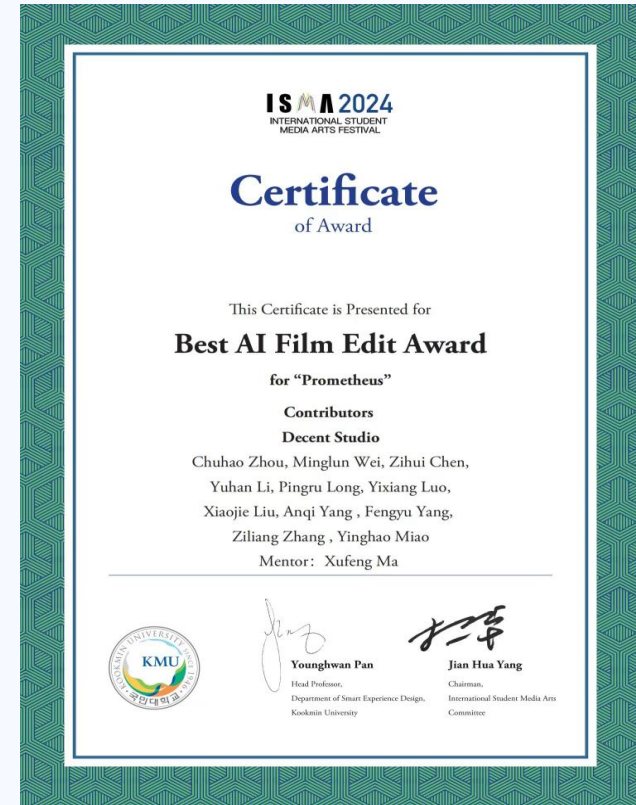 ISMA 2024
INTERNATIONAL STUDENT
MEDIA ARTS FESTIVAL
Certificate
of Award
This Certificate is Presented for
Best AI Film Edit Award
for “Prometheus”
Contributors
Decent Studio
Chuhao Zhou, Minglun Wei, Zihui Chen,
Yuhan Li, Pingru Long, Yixiang Luo,
Xiaojie Liu, Anqi Yang , Fengyu Yang,
Ziliang Zhang , Yinghao Miao
Mentor： Xufeng Ma
KOOKMIN UNIVERSITY SINCE 1946
KMU
국민대학교
Younghwan Pan
Head Professor,
Department of Smart Experience Design,
Kookmin University
Jian Hua Yang
Chairman,
International Student Media Arts
Committee